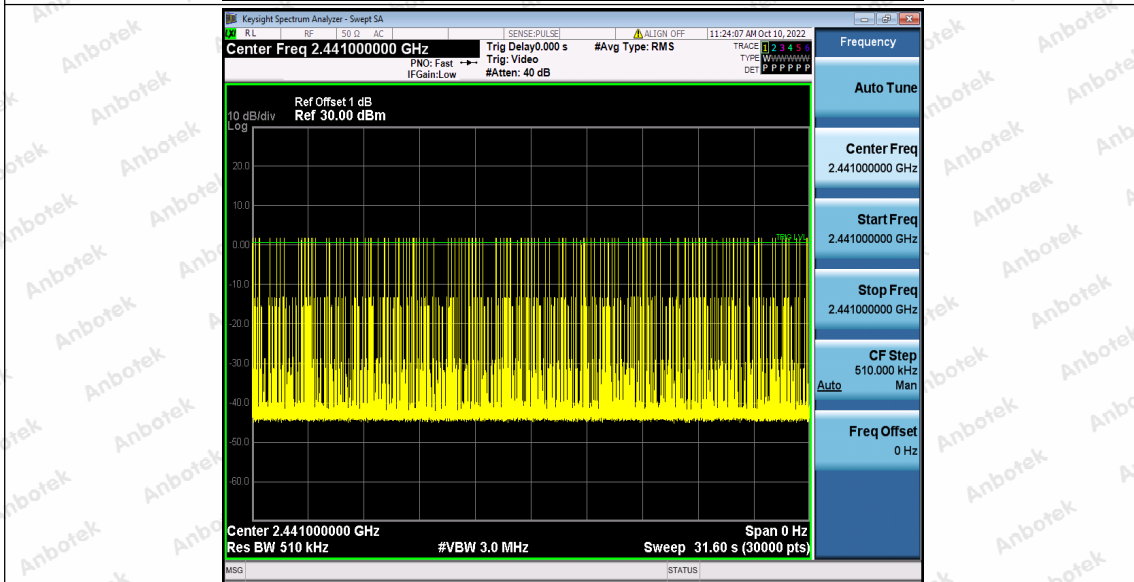 Keysight Spectrum Analyzer - Swept SA
LXI RL RF 50 Ω AC SENSE:PULSE ALIGN OFF 11:24:07 AM Oct 10, 2022
Center Freq 2.441000000 GHz
PNO: Fast
IFGain:Low
Trig Delay0.000 s
Trig: Video
#Atten: 40 dB
#Avg Type: RMS
TRACE 1 2 3 4 5 6
TYPE WWWWWW
DET P P P P P P
Frequency
Auto Tune
Center Freq
2.441000000 GHz
Start Freq
2.441000000 GHz
Stop Freq
2.441000000 GHz
CF Step
510.000 kHz
Auto Man
Freq Offset
0 Hz
Ref Offset 1 dB
10 dB/div Ref 30.00 dBm
Log
20.0
10.0
0.00
TRIG LVL
-10.0
-20.0
-30.0
-40.0
-50.0
-60.0
Center 2.441000000 GHz Span 0 Hz
Res BW 510 kHz #VBW 3.0 MHz Sweep 31.60 s (30000 pts)
MSG STATUS
Anbotek